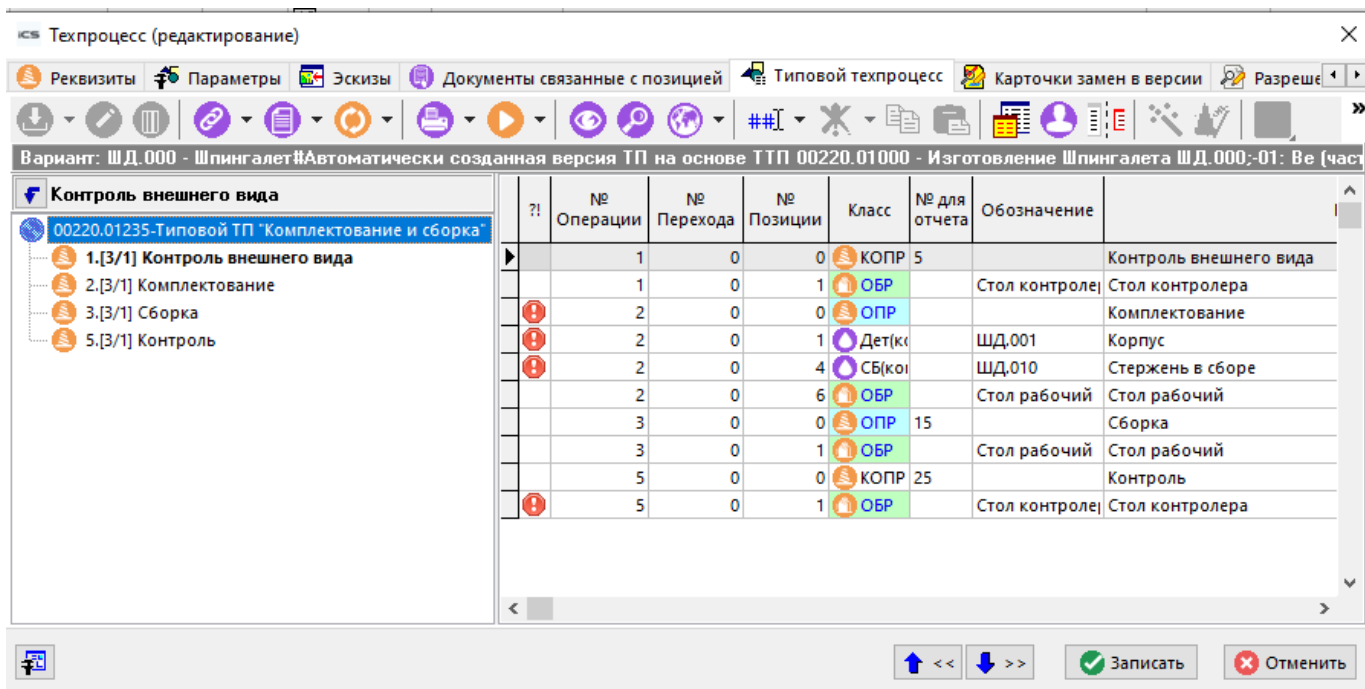 iCS Техпроцесс (редактирование)
Реквизиты Параметры Эскизы Документы связанные с позицией Типовой техпроцесс Карточки замен в версии Разреше
##I
Вариант: ШД.000 - Шпингалет#Автоматически созданная версия ТП на основе ТТП 00220.01000 - Изготовление Шпингалета ШД.000;-01: Ве (част
Контроль внешнего вида
00220.01235-Типовой ТП "Комплектование и сборка"
1.[3/1] Контроль внешнего вида
2.[3/1] Комплектование
3.[3/1] Сборка
5.[3/1] Контроль
?! № Операции № Перехода № Позиции Класс № для отчета Обозначение
1 0 0 КОПР 5 Контроль внешнего вида
1 0 1 ОБР Стол контролер Стол контролера
2 0 0 ОПР Комплектование
2 0 1 Дет(ко ШД.001 Корпус
2 0 4 СБ(кол ШД.010 Стержень в сборе
2 0 6 ОБР Стол рабочий Стол рабочий
3 0 0 ОПР 15 Сборка
3 0 1 ОБР Стол рабочий Стол рабочий
5 0 0 КОПР 25 Контроль
5 0 1 ОБР Стол контролер Стол контролера
<< >> Записать Отменить